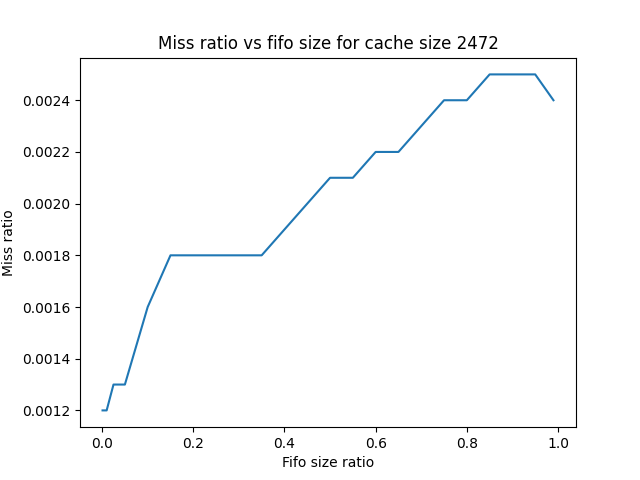 Miss ratio vs fifo size for cache size 2472
Miss ratio
0.0024
0.0022
0.0020
0.0018
0.0016
0.0014
0.0012
0.0 0.2 0.4 0.6 0.8 1.0
Fifo size ratio